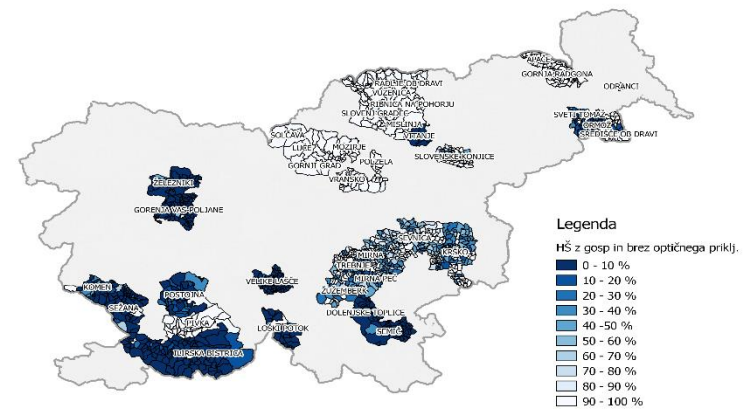 APAČE
GORNJA RADGONA
ODRANCI
RADLJE OB DRAVI
VUZENICA
RIBNICA NA POHORJU
SLOVENJ GRADEC
MISLINJA
VITANJE
SVETI TOMAŽ
ORMOŽ
SREDIŠČE OB DRAVI
SOLČAVA
LUČE
MOZIRJE
POLZELA
SLOVENSKE KONJICE
GORNJI GRAD
VRANSKO
ŽELEZNIKI
GORENJA VAS-POLJANE
SEVNICA
KRŠKO
MIRNA
TREBNJE
MIRNA PEČ
ŽUŽEMBERK
VELIKE LAŠČE
KOMEN
POSTOJNA
SEŽANA
PIVKA
LOŠKI POTOK
DOLENJSKE TOPLICE
SEMIČ
ILIRSKA BISTRICA
Legenda
HŠ z gosp in brez optičnega priklj.
0 - 10 %
10 - 20 %
20 - 30 %
30 - 40 %
40 -50 %
50 - 60 %
60 - 70 %
70 - 80 %
80 - 90 %
90 - 100 %